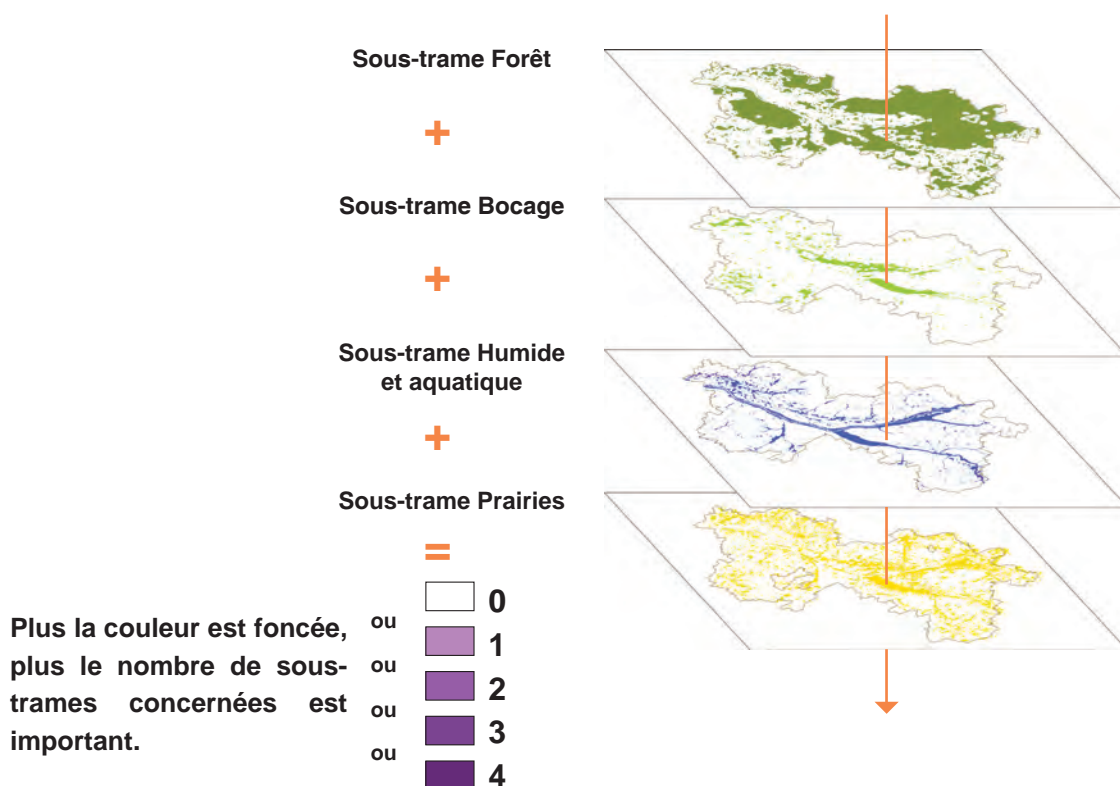 Sous-trame Forêt
+
Sous-trame Bocage
+
Sous-trame Humide
et aquatique
+
Sous-trame Prairies
=
0
ou
1
ou
2
ou
3
ou
4
Plus la couleur est foncée,
plus le nombre de sous-
trames concernées est
important.